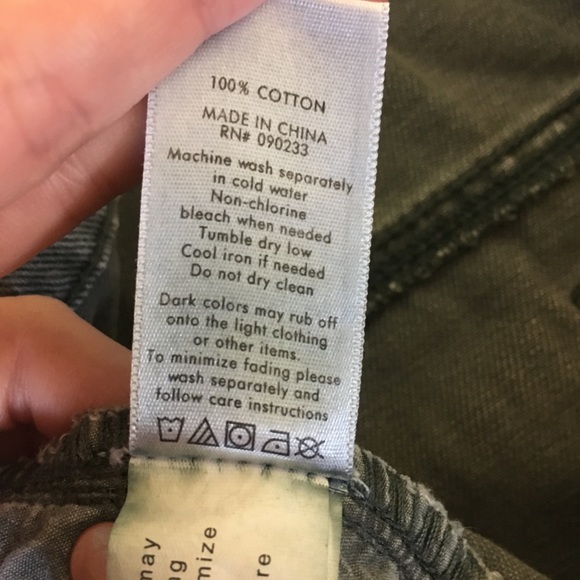 100% COTTON
MADE IN CHINA
RN# 090233
Machine wash separately
in cold water
Non-chlorine
bleach when needed
Tumble dry low
Cool iron if needed
Do not dry clean
Dark colors may rub off
onto the light clothing
or other items.
To minimize fading please
wash separately and
follow care instructions
may